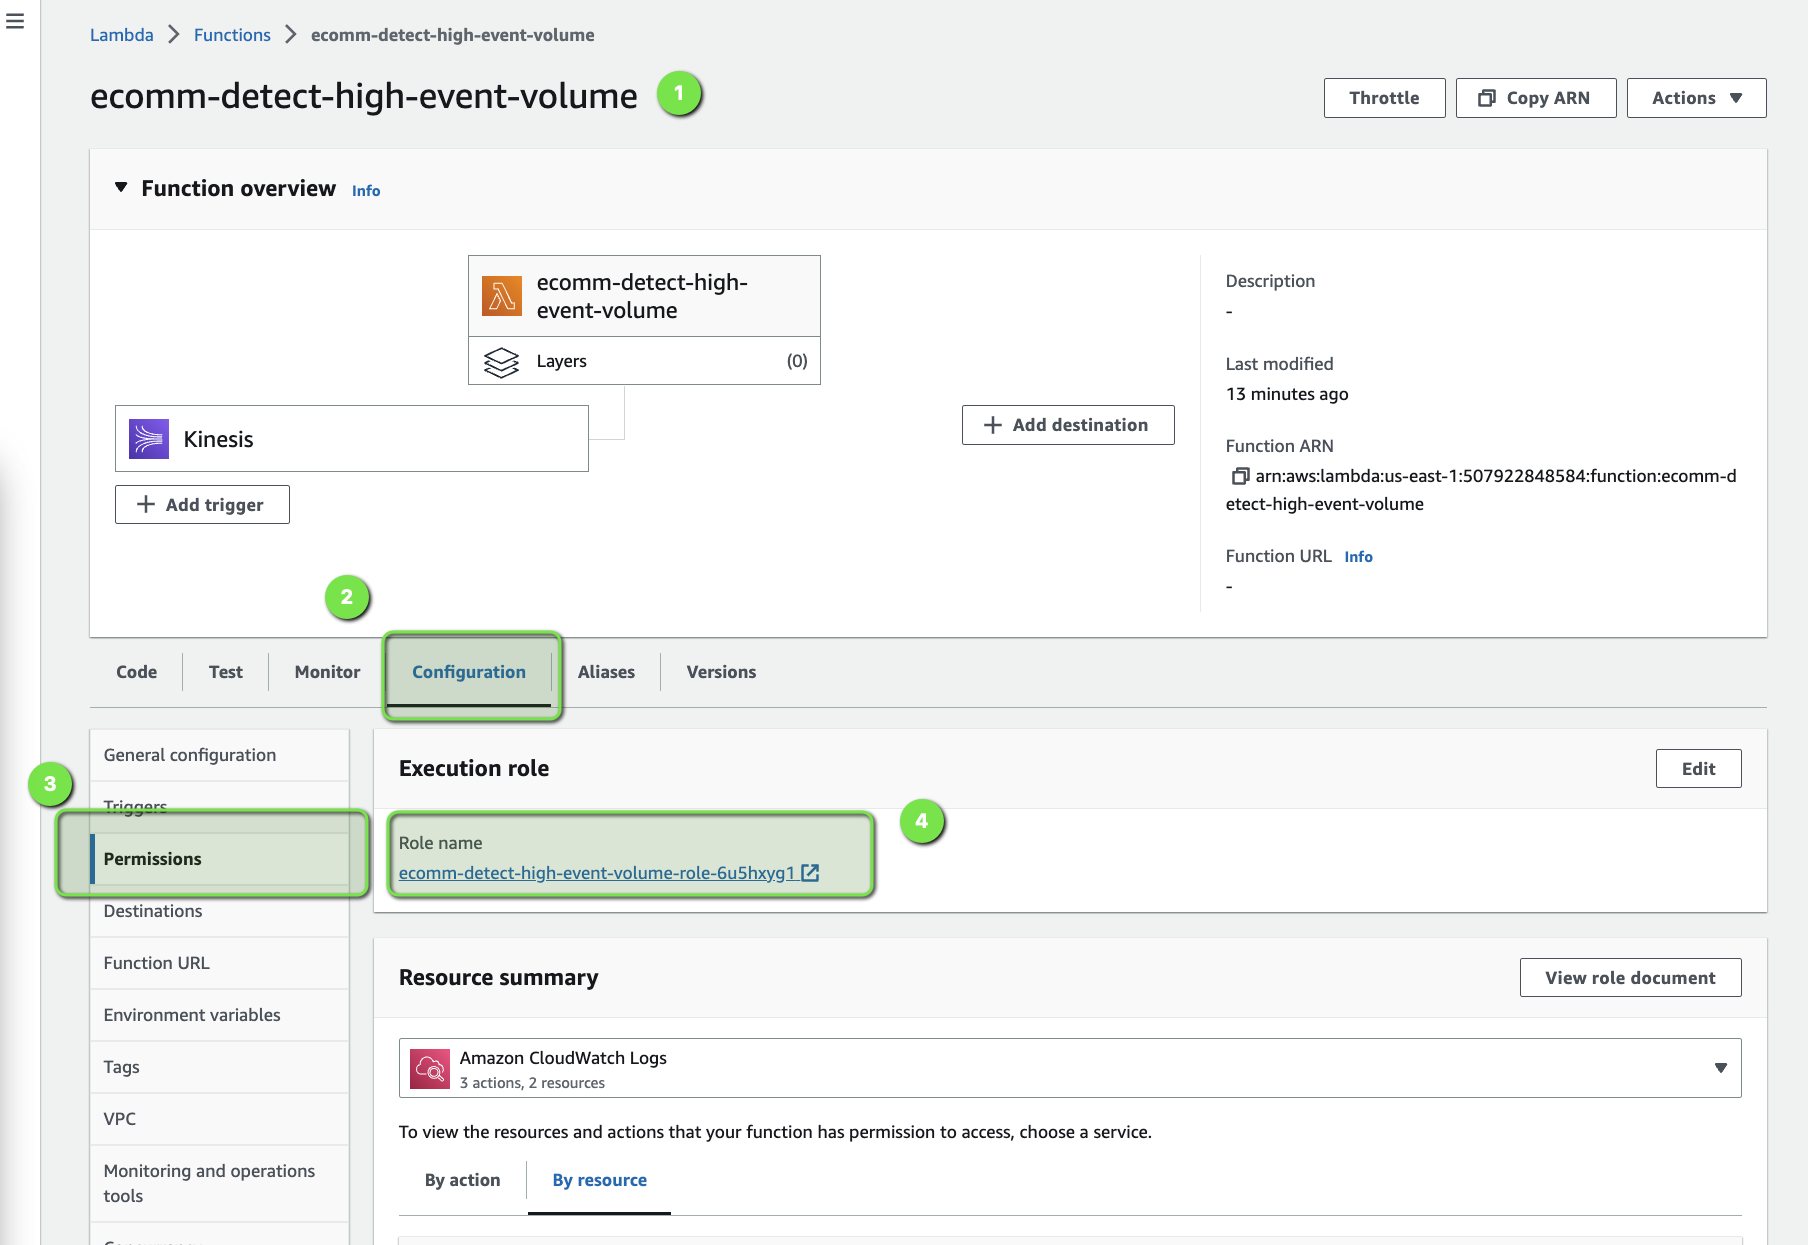 Lambda > Functions > ecomm-detect-high-event-volume
ecomm-detect-high-event-volume 1
Throttle
Copy ARN
Actions
Function overview Info
ecomm-detect-high-
event-volume
Layers (0)
Kinesis
+ Add trigger
+ Add destination
Description
-
Last modified
13 minutes ago
Function ARN
arn:aws:lambda:us-east-1:507922848584:function:ecomm-d
etect-high-event-volume
Function URL Info
-
2
Code
Test
Monitor
Configuration
Aliases
Versions
3
General configuration
Triggers
Permissions
Destinations
Function URL
Environment variables
Tags
VPC
Monitoring and operations
tools
Execution role
Edit
4
Role name
ecomm-detect-high-event-volume-role-6u5hxyg1
Resource summary
View role document
Amazon CloudWatch Logs
3 actions, 2 resources
To view the resources and actions that your function has permission to access, choose a service.
By action
By resource